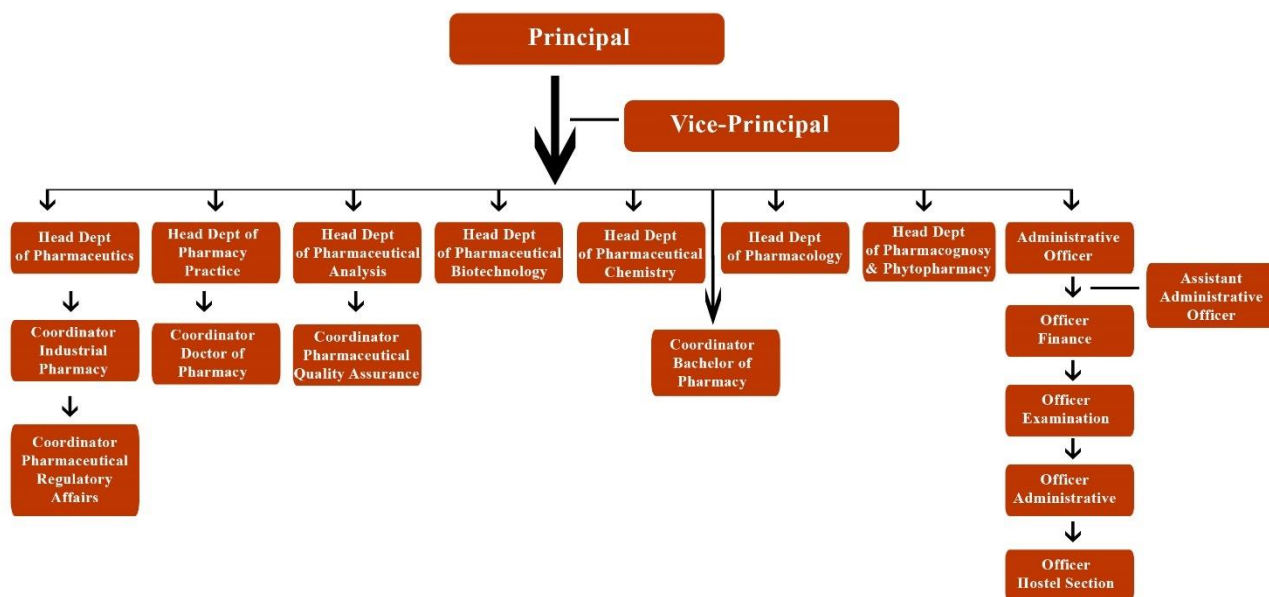 Principal
Vice-Principal
Head Dept
of Pharmaceutics
Head Dept of
Pharmacy
Practice
Head Dept
of Pharmaceutical
Analysis
Head Dept
of Pharmaceutical
Biotechnology
Head Dept
of Pharmaceutical
Chemistry
Head Dept
of Pharmacology
Head Dept
of Pharmacognosy
& Phytopharmacy
Administrative
Officer
Assistant
Administrative
Officer
Coordinator
Industrial
Pharmacy
Coordinator
Doctor of
Pharmacy
Coordinator
Pharmaceutical
Quality Assurance
Coordinator
Bachelor of
Pharmacy
Officer
Finance
Officer
Examination
Coordinator
Pharmaceutical
Regulatory
Affairs
Officer
Administrative
Officer
Hostel Section